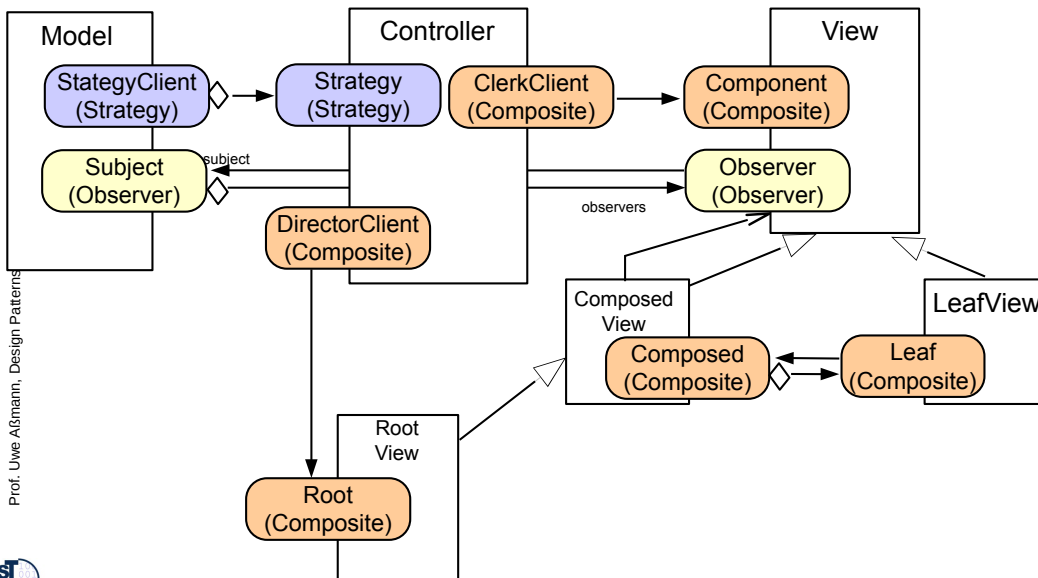 Model
Controller
View
StategyClient
(Strategy)
Strategy
(Strategy)
ClerkClient
(Composite)
Component
(Composite)
Subject
(Observer)
subject
Observer
(Observer)
observers
DirectorClient
(Composite)
Composed
View
LeafView
Composed
(Composite)
Leaf
(Composite)
Root
View
Root
(Composite)
Prof. Uwe Aßmann, Design Patterns